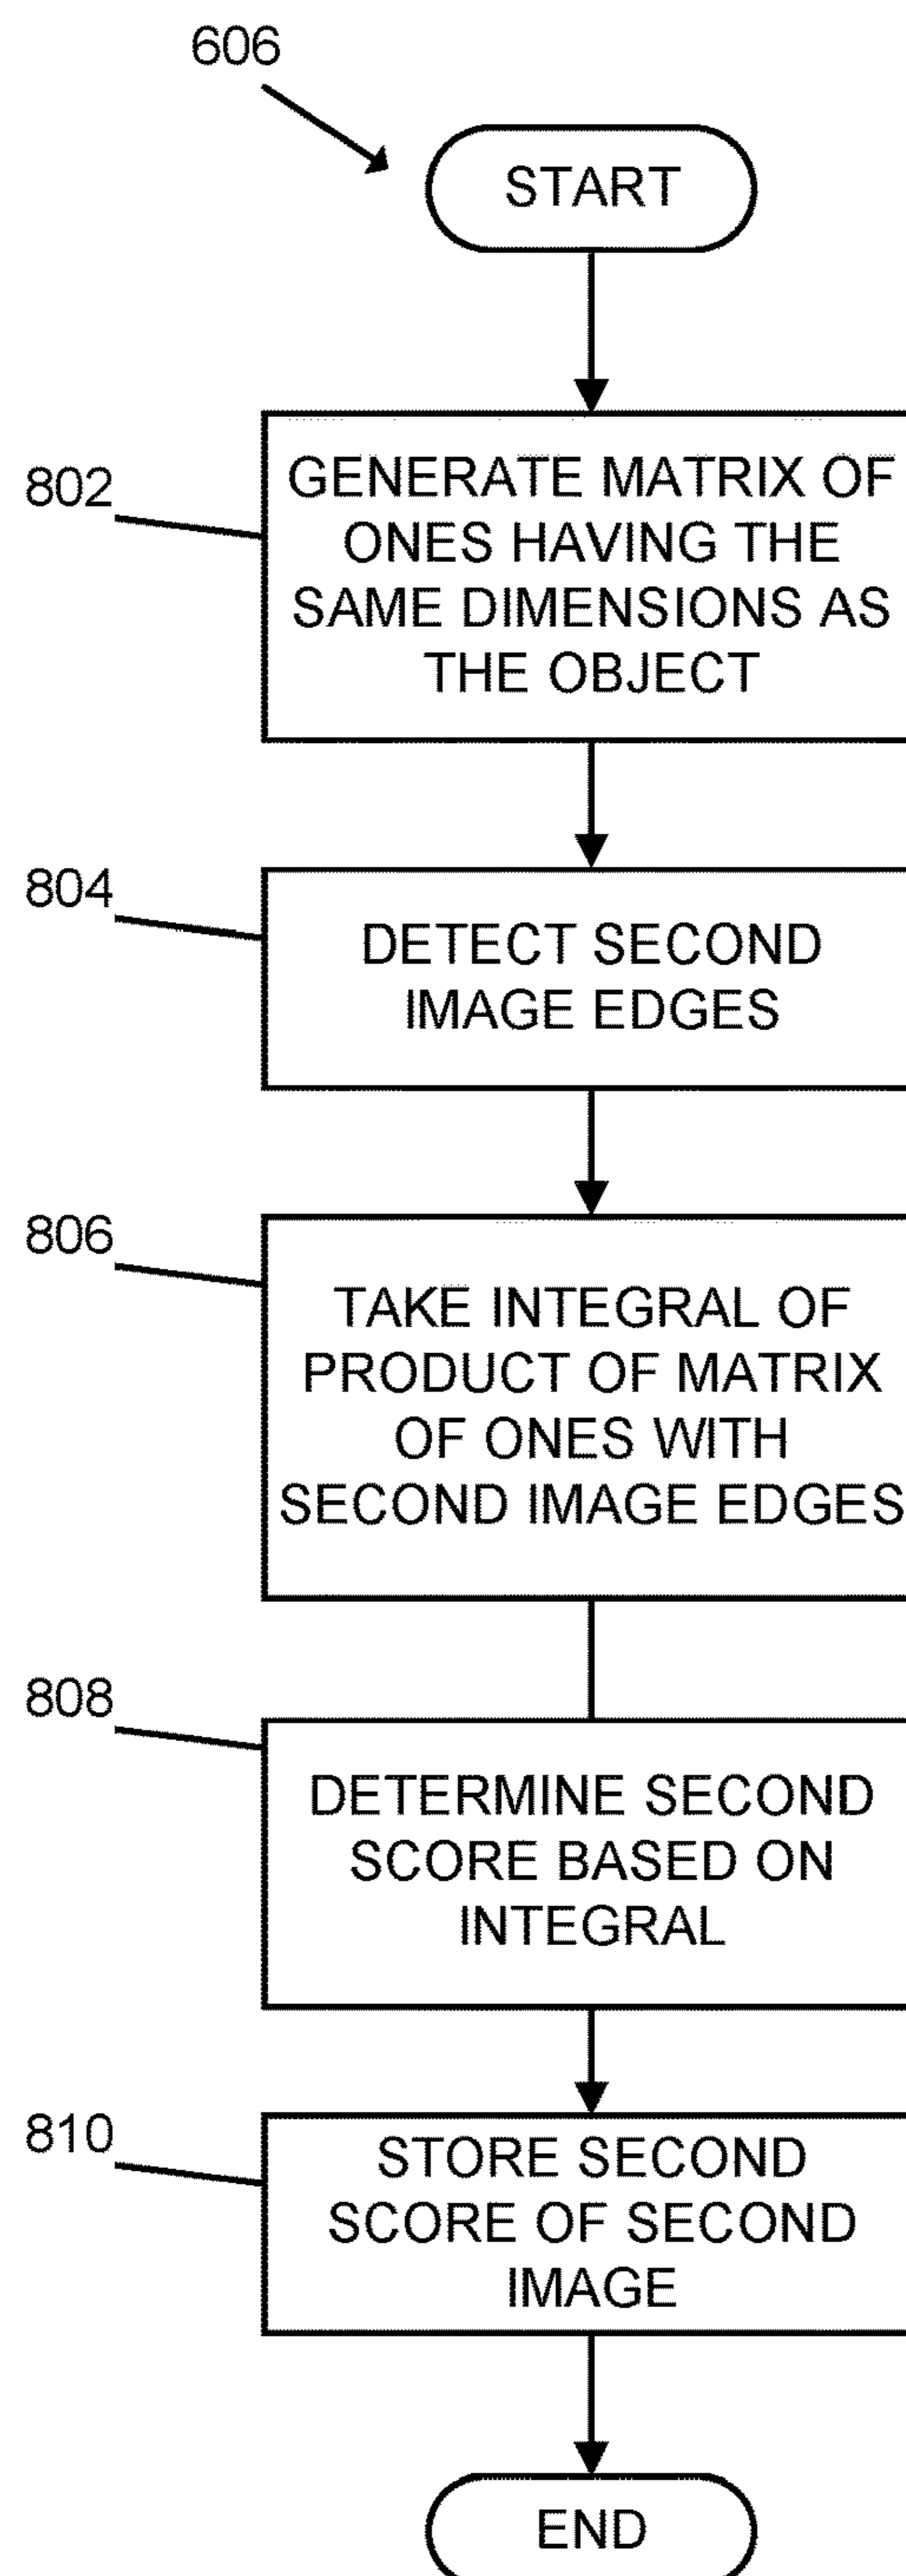 606
START
802
GENERATE MATRIX OF
ONES HAVING THE
SAME DIMENSIONS AS
THE OBJECT
804
DETECT SECOND
IMAGE EDGES
806
TAKE INTEGRAL OF
PRODUCT OF MATRIX
OF ONES WITH
SECOND IMAGE EDGES
808
DETERMINE SECOND
SCORE BASED ON
INTEGRAL
810
STORE SECOND
SCORE OF SECOND
IMAGE
END